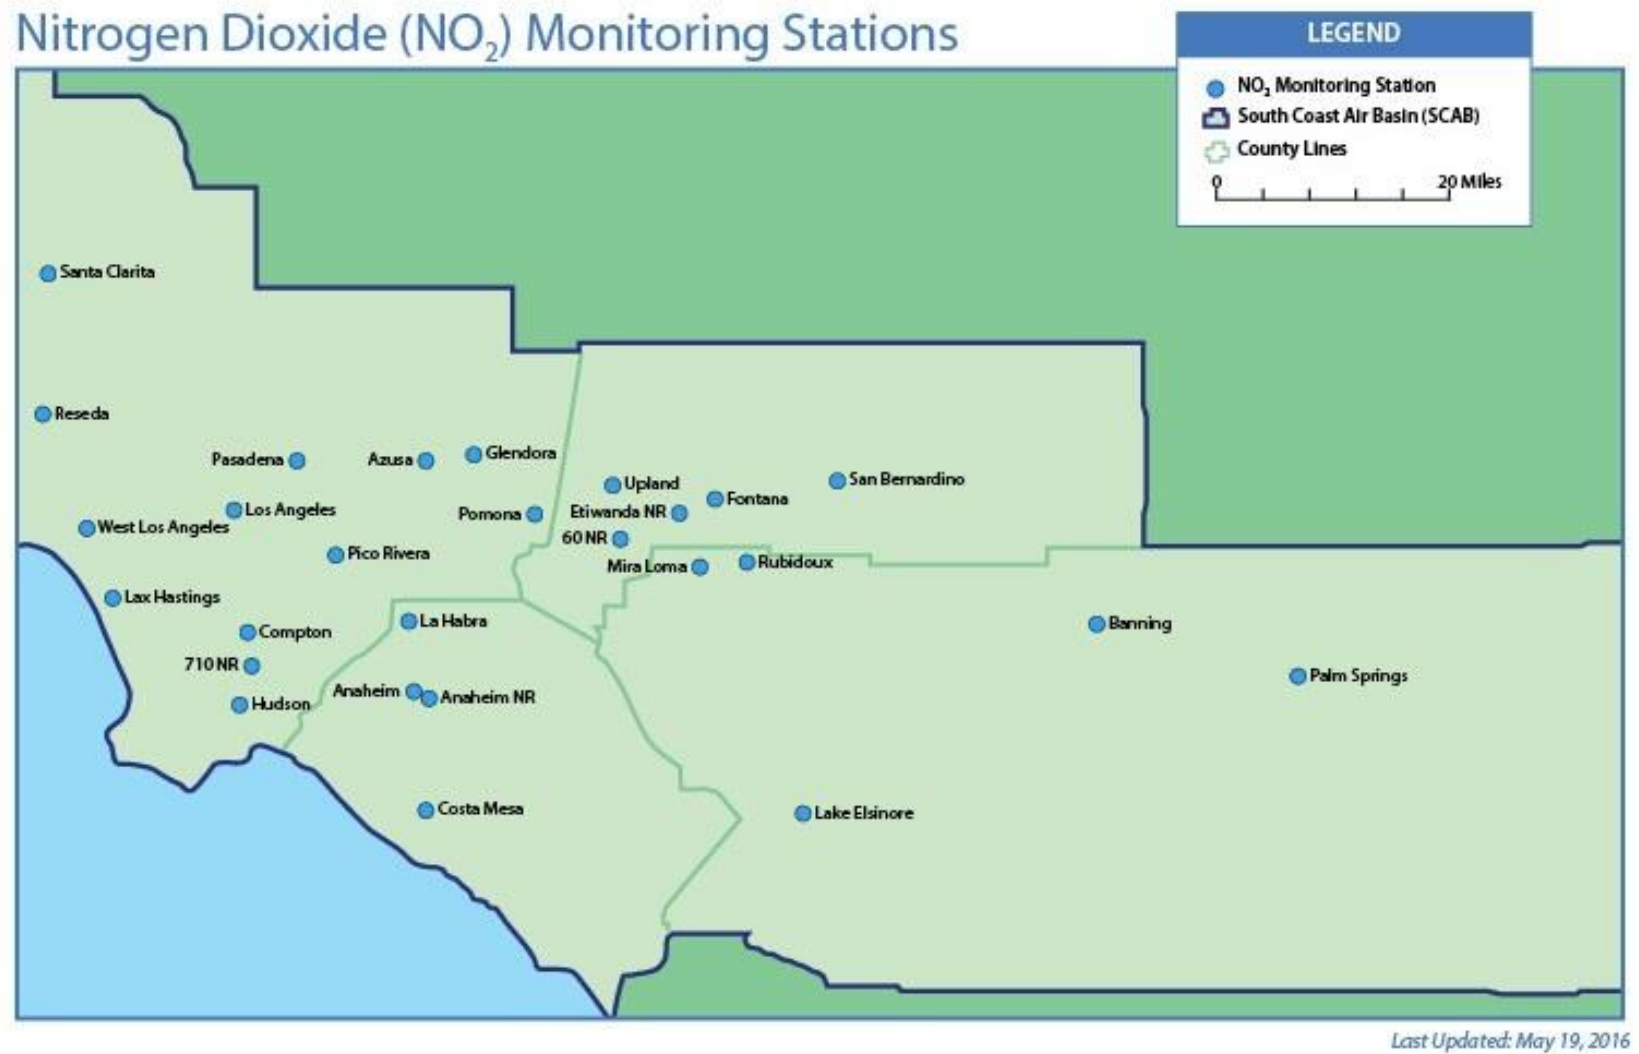 Nitrogen Dioxide (NO₂) Monitoring Stations
LEGEND
NO₂ Monitoring Station
South Coast Air Basin (SCAB)
County Lines
0 20 Miles
Santa Clarita
Reseda
Pasadena
Azusa
Glendora
Upland
San Bernardino
Fontana
Los Angeles
Pomona
Etiwanda NR
West Los Angeles
60 NR
Pico Rivera
Mira Loma
Rubidoux
Lax Hastings
La Habra
Banning
Compton
710 NR
Palm Springs
Anaheim
Anaheim NR
Hudson
Costa Mesa
Lake Elsinore
Last Updated: May 19, 2016